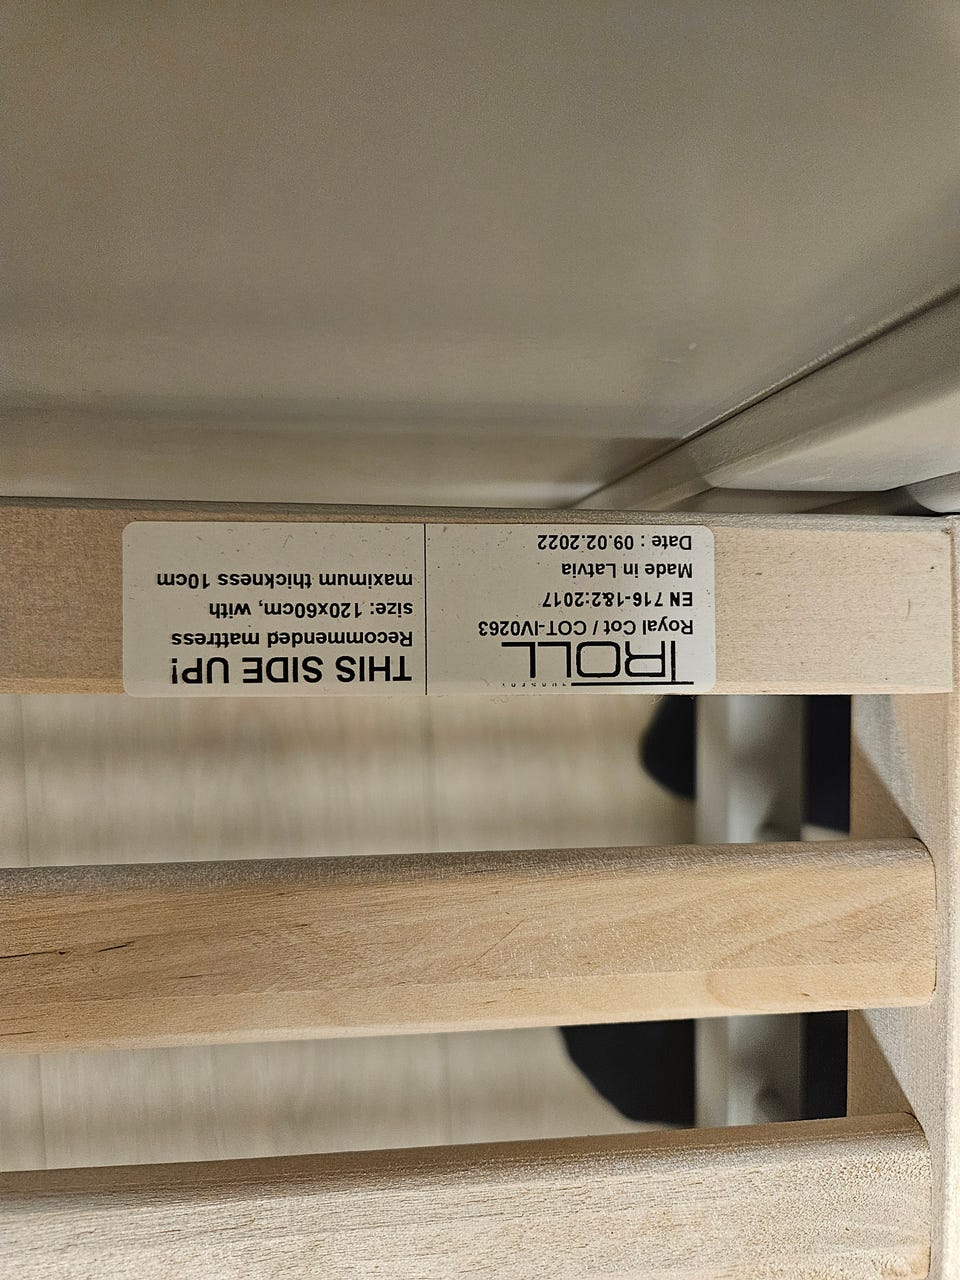 TROLL
Royal Cot / COT-IV0263
EN 716-1&2:2017
Made in Latvia
Date : 09.02.2022
THIS SIDE UP!
Recommended mattress
size: 120x60cm, with
maximum thickness 10cm